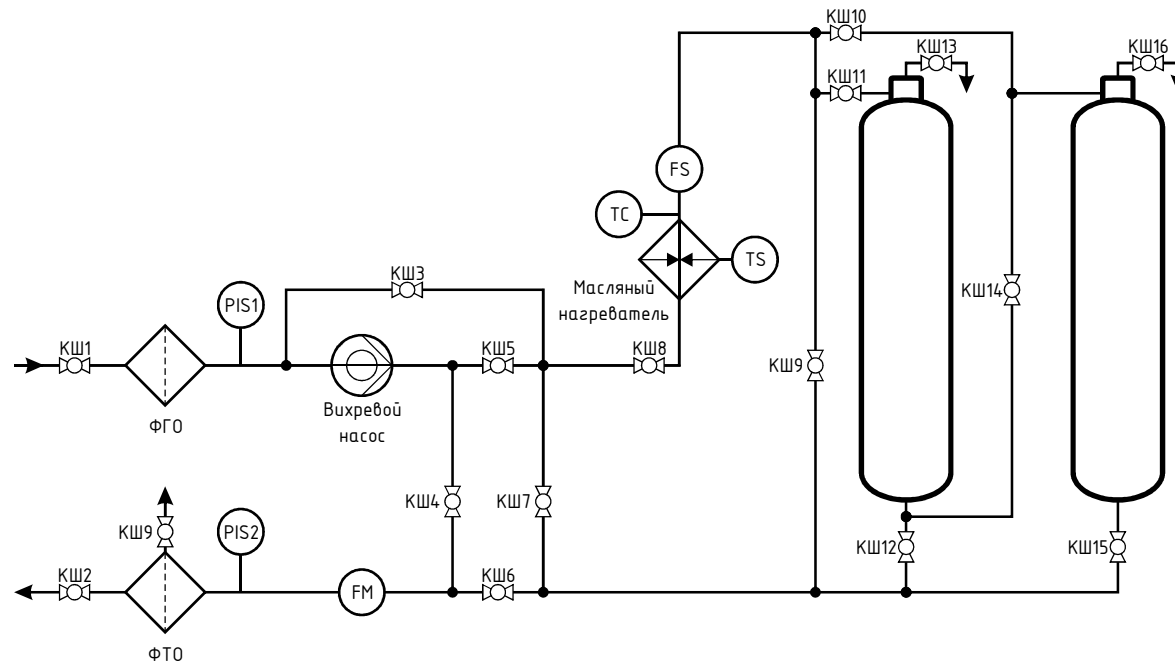 КШ10
КШ13
КШ16
КШ11
FS
TC
TS
КШ3
Масляный
нагреватель
КШ14
PIS1
КШ1
КШ5
КШ8
КШ9
Вихревой
насос
ФГО
КШ4
КШ7
КШ9
PIS2
КШ12
КШ15
КШ2
FM
КШ6
ФТО